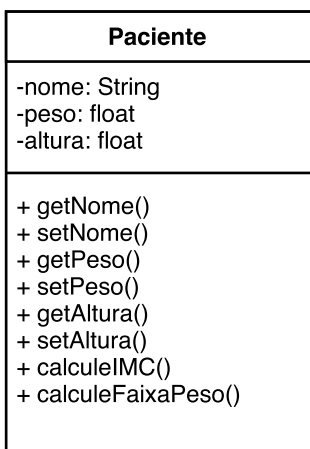 Paciente
-nome: String
-peso: float
-altura: float
+ getNome()
+ setNome()
+ getPeso()
+ setPeso()
+ getAltura()
+ setAltura()
+ calculeIMC()
+ calculeFaixaPeso()